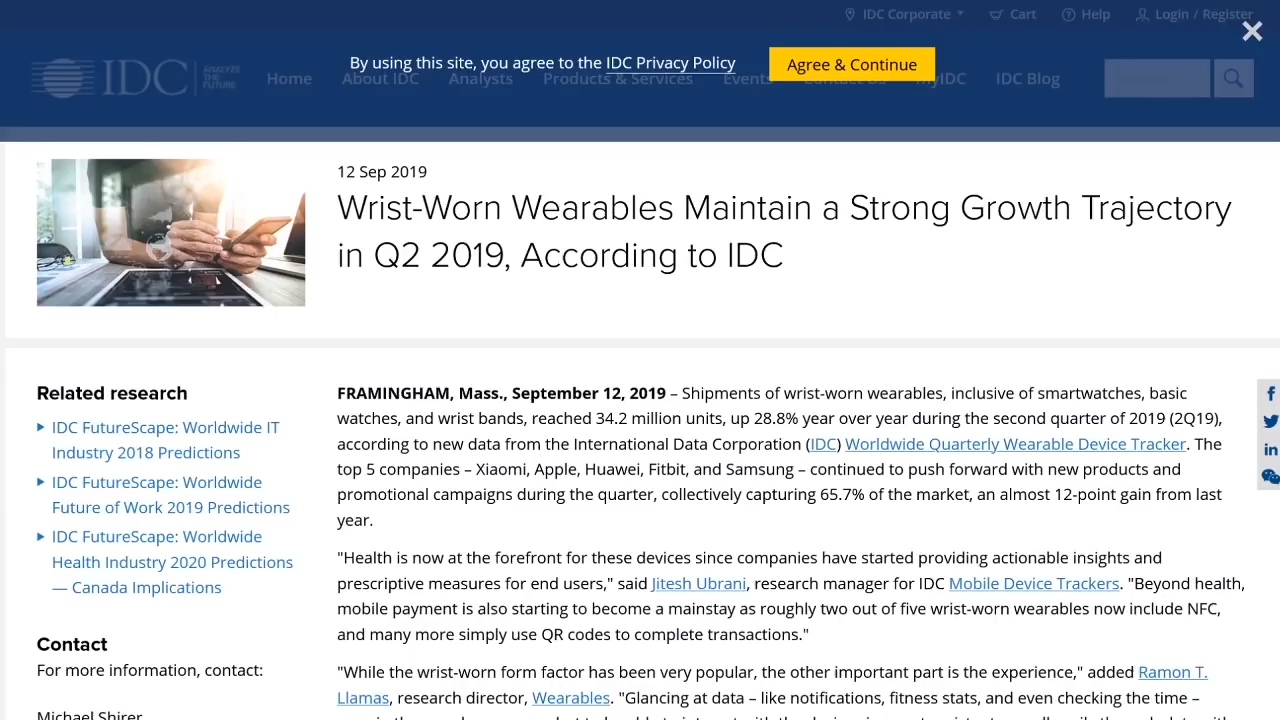 IDC Corporate
Cart
Help
Login / Register
By using this site, you agree to the IDC Privacy Policy
Agree & Continue
IDC
ANALYZE
THE
FUTURE
Home
About IDC
Analysts
Products & Services
Events
Contact Us
myIDC
IDC Blog
12 Sep 2019
Wrist-Worn Wearables Maintain a Strong Growth Trajectory
in Q2 2019, According to IDC
Related research
IDC FutureScape: Worldwide IT
Industry 2018 Predictions
IDC FutureScape: Worldwide
Future of Work 2019 Predictions
IDC FutureScape: Worldwide
Health Industry 2020 Predictions
— Canada Implications
Contact
For more information, contact:
Michael Shirer
FRAMINGHAM, Mass., September 12, 2019 – Shipments of wrist-worn wearables, inclusive of smartwatches, basic
watches, and wrist bands, reached 34.2 million units, up 28.8% year over year during the second quarter of 2019 (2Q19),
according to new data from the International Data Corporation (IDC) Worldwide Quarterly Wearable Device Tracker. The
top 5 companies – Xiaomi, Apple, Huawei, Fitbit, and Samsung – continued to push forward with new products and
promotional campaigns during the quarter, collectively capturing 65.7% of the market, an almost 12-point gain from last
year.
"Health is now at the forefront for these devices since companies have started providing actionable insights and
prescriptive measures for end users," said Jitesh Ubrani, research manager for IDC Mobile Device Trackers. "Beyond health,
mobile payment is also starting to become a mainstay as roughly two out of five wrist-worn wearables now include NFC,
and many more simply use QR codes to complete transactions."
"While the wrist-worn form factor has been very popular, the other important part is the experience," added Ramon T.
Llamas, research director, Wearables. "Glancing at data – like notifications, fitness stats, and even checking the time –